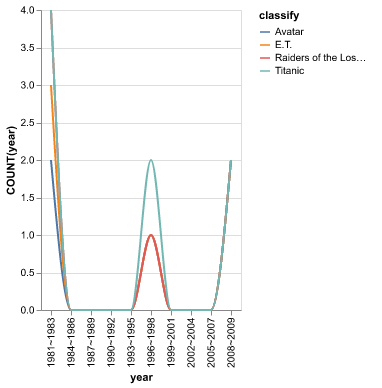 classify
Avatar
E.T.
Raiders of the Los…
Titanic
4.0
3.5
3.0
2.5
2.0
1.5
1.0
0.5
0.0
COUNT(year)
1981~1983
1984~1986
1987~1989
1990~1992
1993~1995
1996~1998
1999~2001
2002~2004
2005~2007
2008~2009
year